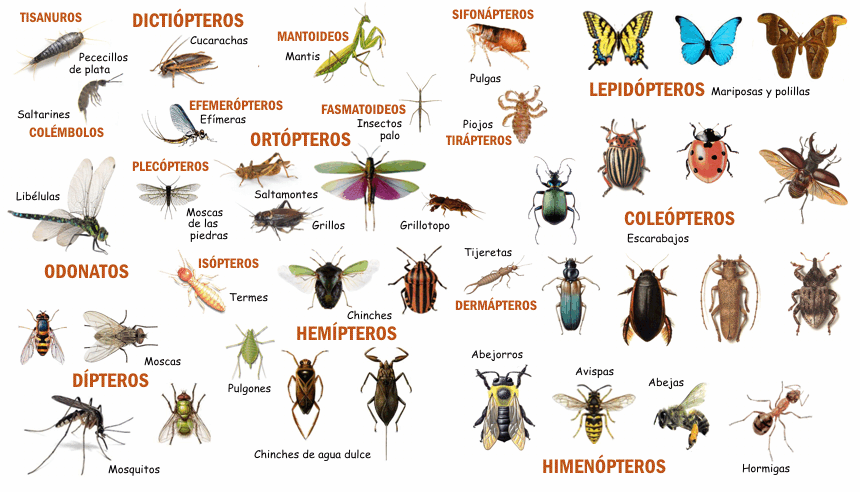 TISANUROS
Pececillos
de plata
Saltarines
COLÉMBOLOS
DICTIÓPTEROS
Cucarachas
EFEMERÓPTEROS
Efímeras
MANTOIDEOS
Mantis
FASMATOIDEOS
Insectos
palo
SIFONÁPTEROS
Pulgas
Piojos
TIRÁPTEROS
LEPIDÓPTEROS
Mariposas y polillas
PLECÓPTEROS
Moscas
de las
piedras
ORTÓPTEROS
Saltamontes
Grillos
Grillotopo
Libélulas
ODONATOS
COLEÓPTEROS
Escarabajos
ISÓPTEROS
Termes
Chinches
HEMÍPTEROS
Pulgones
Chinches de agua dulce
Tijeretas
DERMÁPTEROS
Moscas
DÍPTEROS
Mosquitos
Abejorros
Avispas
Abejas
HIMENÓPTEROS
Hormigas